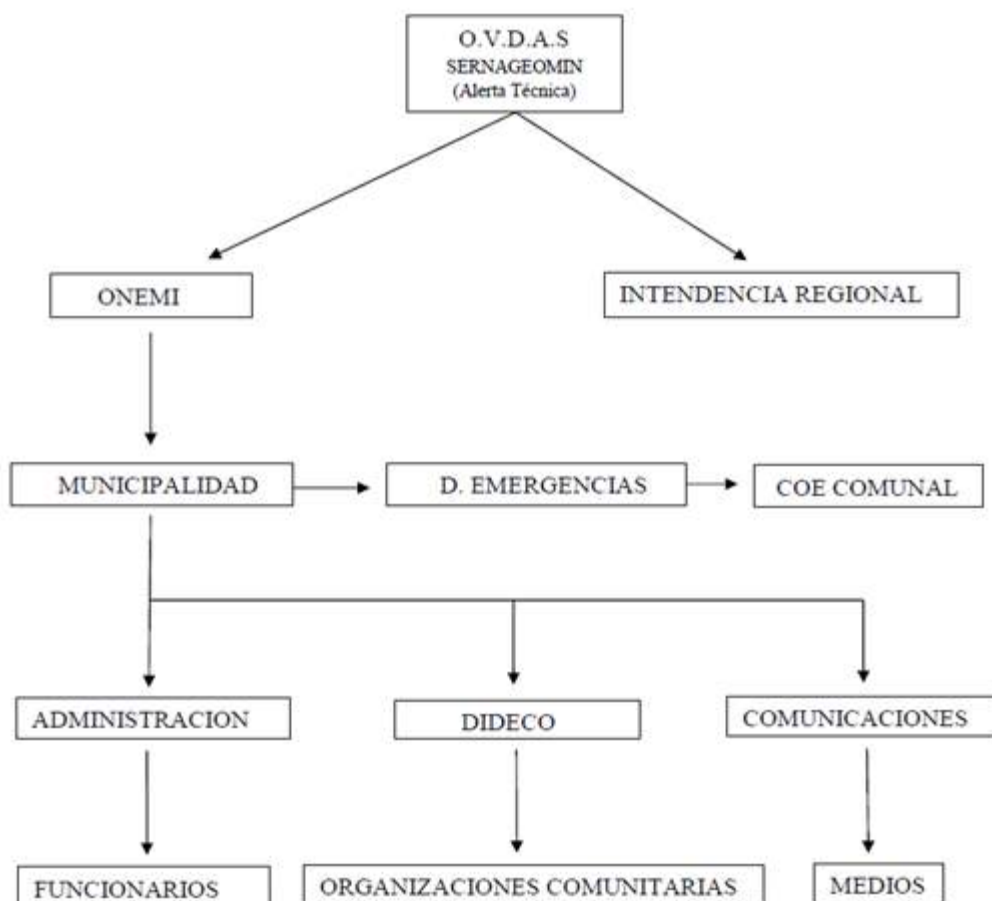 O.V.D.A.S
SERNAGEOMIN
(Alerta Técnica)
ONEMI
INTENDENCIA REGIONAL
MUNICIPALIDAD
D. EMERGENCIAS
COE COMUNAL
ADMINISTRACION
DIDECO
COMUNICACIONES
FUNCIONARIOS
ORGANIZACIONES COMUNITARIAS
MEDIOS